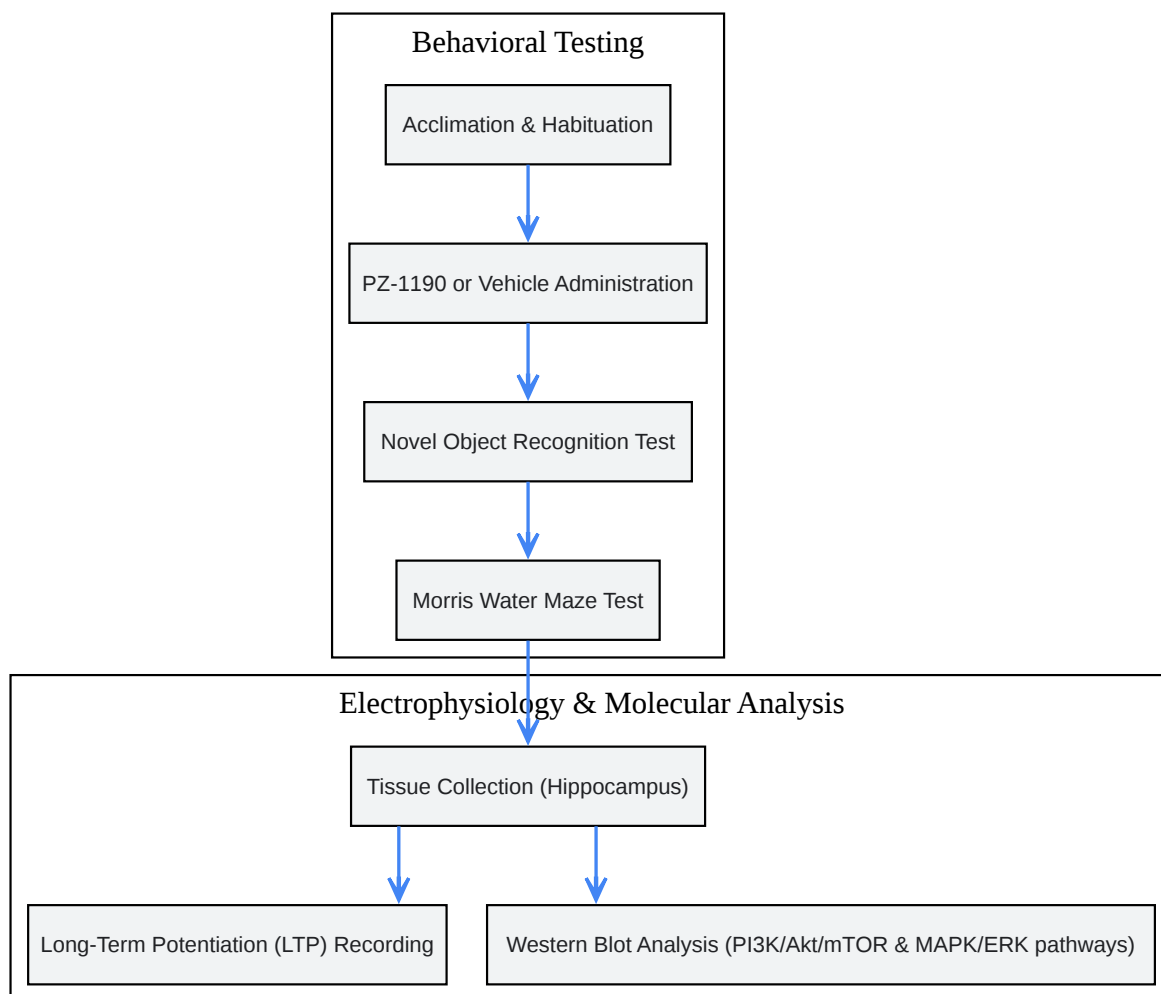 Behavioral Testing
Acclimation & Habituation
PZ-1190 or Vehicle Administration
Novel Object Recognition Test
Morris Water Maze Test
Electrophysiology & Molecular Analysis
Tissue Collection (Hippocampus)
Long-Term Potentiation (LTP) Recording
Western Blot Analysis (PI3K/Akt/mTOR & MAPK/ERK pathways)